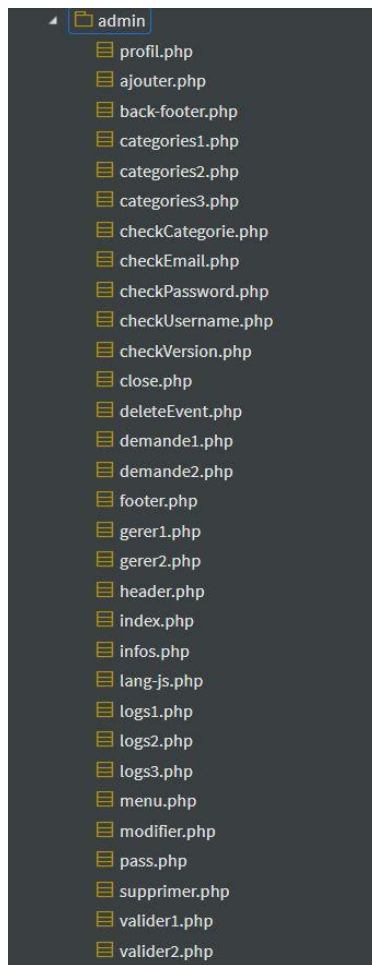 admin
profil.php
ajouter.php
back-footer.php
categories1.php
categories2.php
categories3.php
checkCategorie.php
checkEmail.php
checkPassword.php
checkUsername.php
checkVersion.php
close.php
deleteEvent.php
demande1.php
demande2.php
footer.php
gerer1.php
gerer2.php
header.php
index.php
infos.php
lang-js.php
logs1.php
logs2.php
logs3.php
menu.php
modifier.php
pass.php
supprimer.php
valider1.php
valider2.php